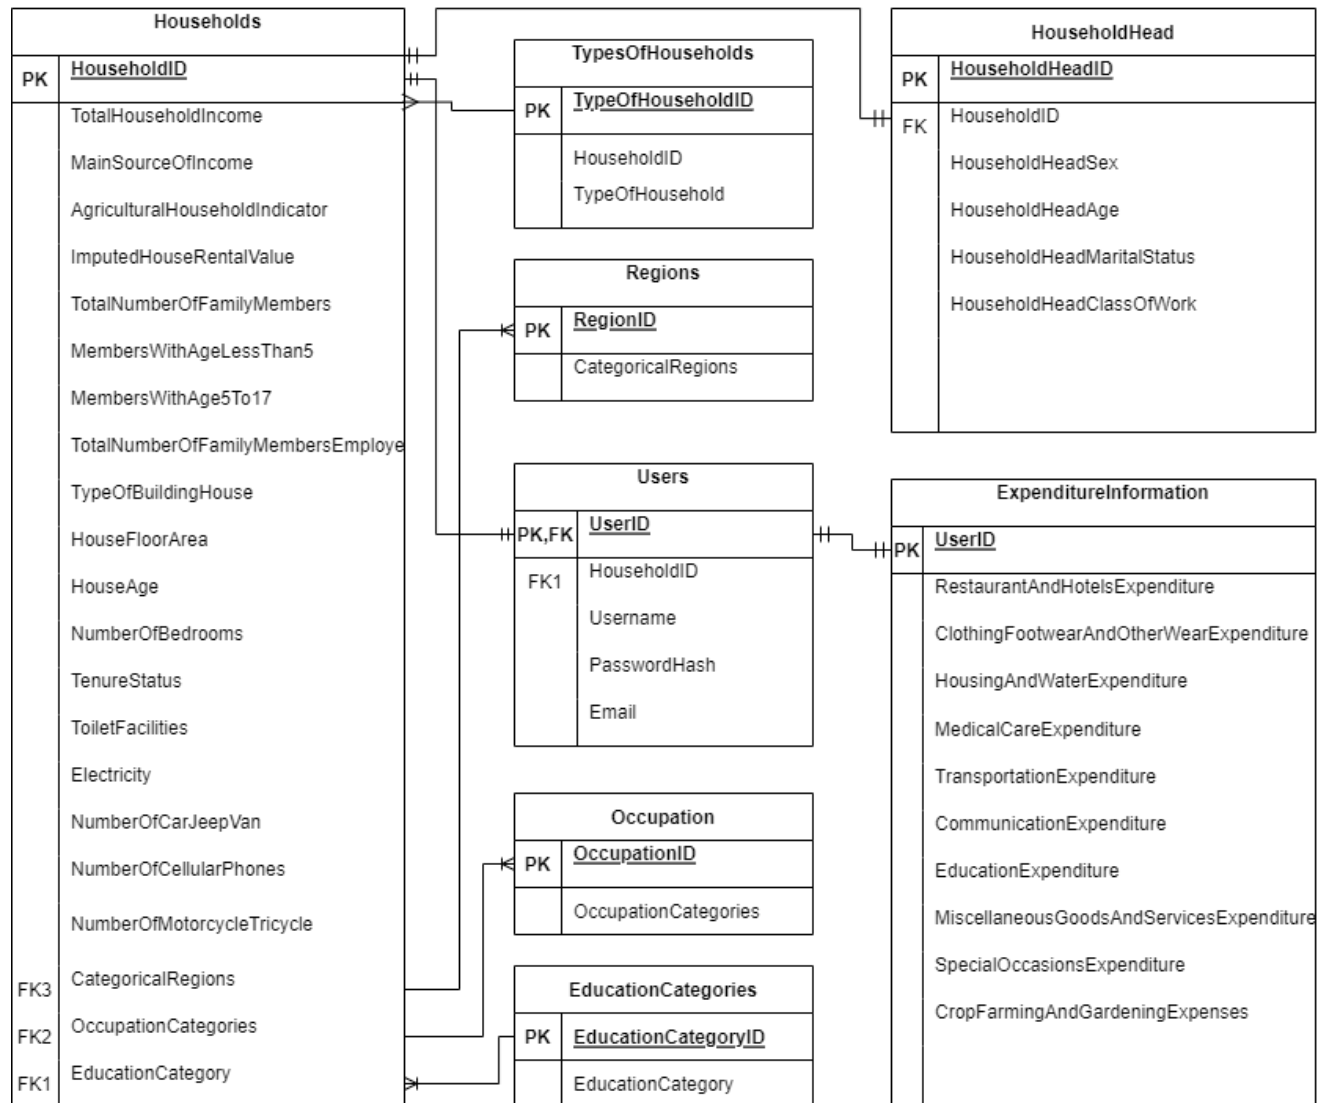 Households
PK HouseholdID
TotalHouseholdIncome
MainSourceOfIncome
AgriculturalHouseholdIndicator
ImputedHouseRentalValue
TotalNumberOfFamilyMembers
MembersWithAgeLessThan5
MembersWithAge5To17
TotalNumberOfFamilyMembersEmploye
TypeOfBuildingHouse
HouseFloorArea
HouseAge
NumberOfBedrooms
TenureStatus
ToiletFacilities
Electricity
NumberOfCarJeepVan
NumberOfCellularPhones
NumberOfMotorcycleTricycle
FK3 CategoricalRegions
FK2 OccupationCategories
FK1 EducationCategory
TypesOfHouseholds
PK TypeOfHouseholdID
HouseholdID
TypeOfHousehold
Regions
PK RegionID
CategoricalRegions
Users
PK,FK UserID
FK1 HouseholdID
Username
PasswordHash
Email
Occupation
PK OccupationID
OccupationCategories
EducationCategories
PK EducationCategoryID
EducationCategory
HouseholdHead
PK HouseholdHeadID
FK HouseholdID
HouseholdHeadSex
HouseholdHeadAge
HouseholdHeadMaritalStatus
HouseholdHeadClassOfWork
ExpenditureInformation
PK UserID
RestaurantAndHotelsExpenditure
ClothingFootwearAndOtherWearExpenditure
HousingAndWaterExpenditure
MedicalCareExpenditure
TransportationExpenditure
CommunicationExpenditure
EducationExpenditure
MiscellaneousGoodsAndServicesExpenditure
SpecialOccasionsExpenditure
CropFarmingAndGardeningExpenses